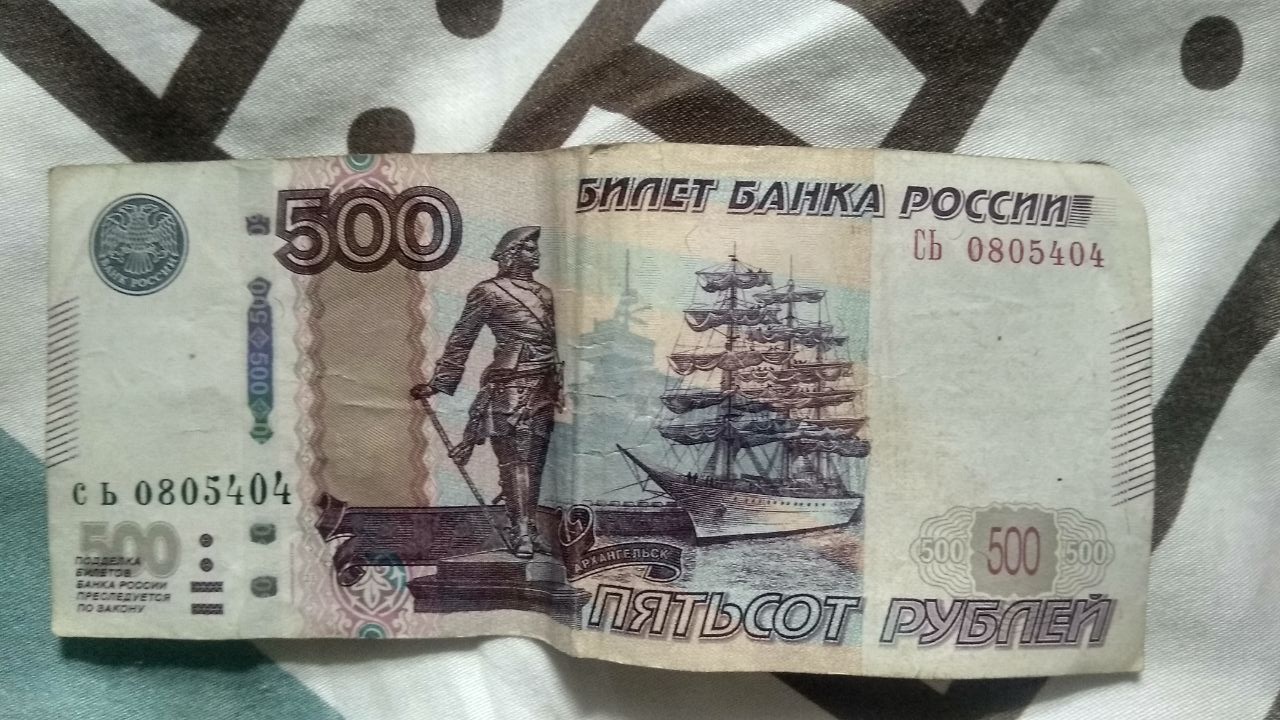 БИЛЕТ БАНКА РОССИИ
СЬ 0805404
БАНК РОССИИ
500
500 500
СЬ 0805404
500
ПОДДЕЛКА
БИЛЕТОВ
БАНКА РОССИИ
ПРЕСЛЕДУЕТСЯ
ПО ЗАКОНУ
АРХАНГЕЛЬСК
500 500 500
ПЯТЬСОТ РУБЛЕЙ